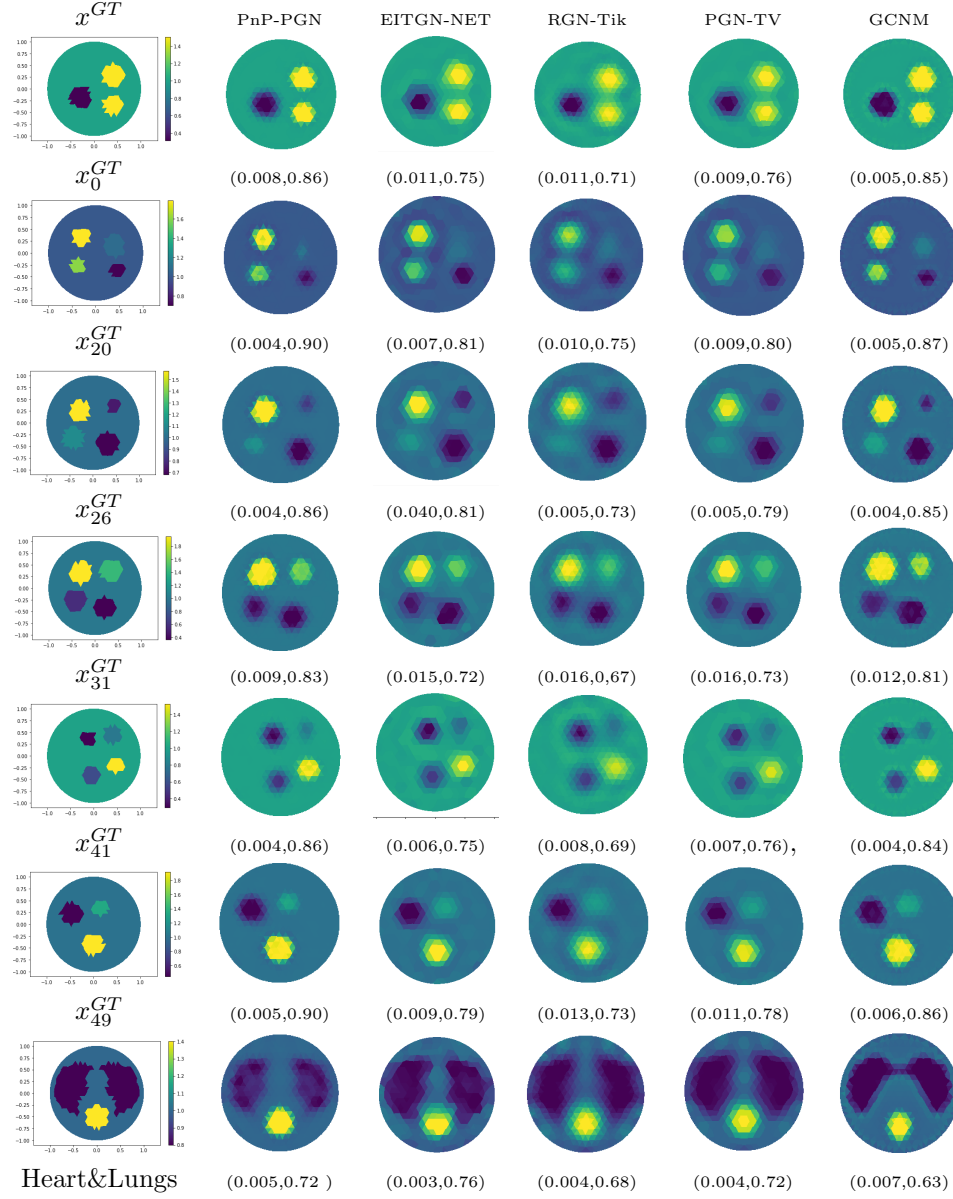 x^{GT} PnP-PGN EITGN-NET RGN-Tik PGN-TV GCNM
x_0^{GT} (0.008,0.86) (0.011,0.75) (0.011,0.71) (0.009,0.76) (0.005,0.85)
x_{20}^{GT} (0.004,0.90) (0.007,0.81) (0.010,0.75) (0.009,0.80) (0.005,0.87)
x_{26}^{GT} (0.004,0.86) (0.040,0.81) (0.005,0.73) (0.005,0.79) (0.004,0.85)
x_{31}^{GT} (0.009,0.83) (0.015,0.72) (0.016,0,67) (0.016,0.73) (0.012,0.81)
x_{41}^{GT} (0.004,0.86) (0.006,0.75) (0.008,0.69) (0.007,0.76), (0.004,0.84)
x_{49}^{GT} (0.005,0.90) (0.009,0.79) (0.013,0.73) (0.011,0.78) (0.006,0.86)
Heart&Lungs (0.005,0.72 ) (0.003,0.76) (0.004,0.68) (0.004,0.72) (0.007,0.63)